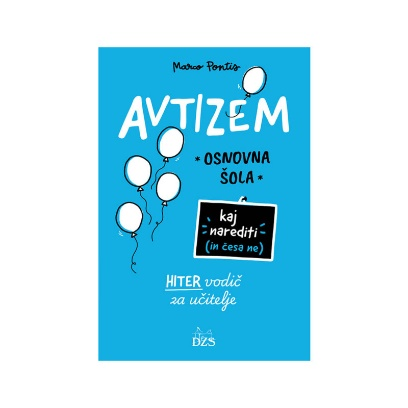 Marco Pontis
AVTIZEM
* OSNOVNA
ŠOLA *
kaj
narediti
(in česa ne)
HITER vodič
za učitelje
DZS